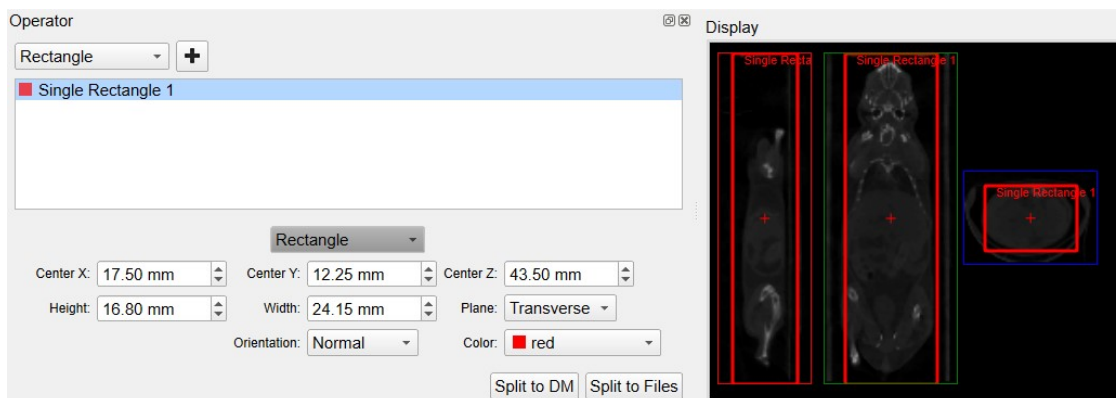 Operator
Rectangle
Single Rectangle 1
Rectangle
Center X: 17.50 mm Center Y: 12.25 mm Center Z: 43.50 mm
Height: 16.80 mm Width: 24.15 mm Plane: Transverse
Orientation: Normal Color: red
Split to DM Split to Files
Display
Single Recta
Single Rectangle 1
Single Rectangle 1